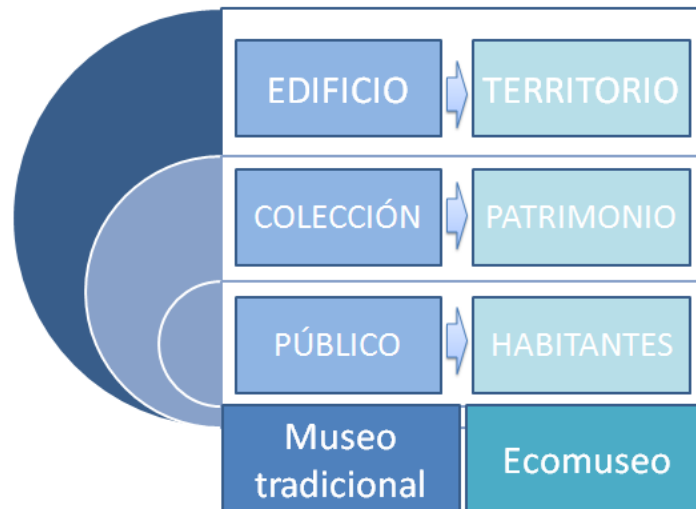 EDIFICIO
TERRITORIO
COLECCIÓN
PATRIMONIO
PÚBLICO
HABITANTES
Museo
tradicional
Ecomuseo